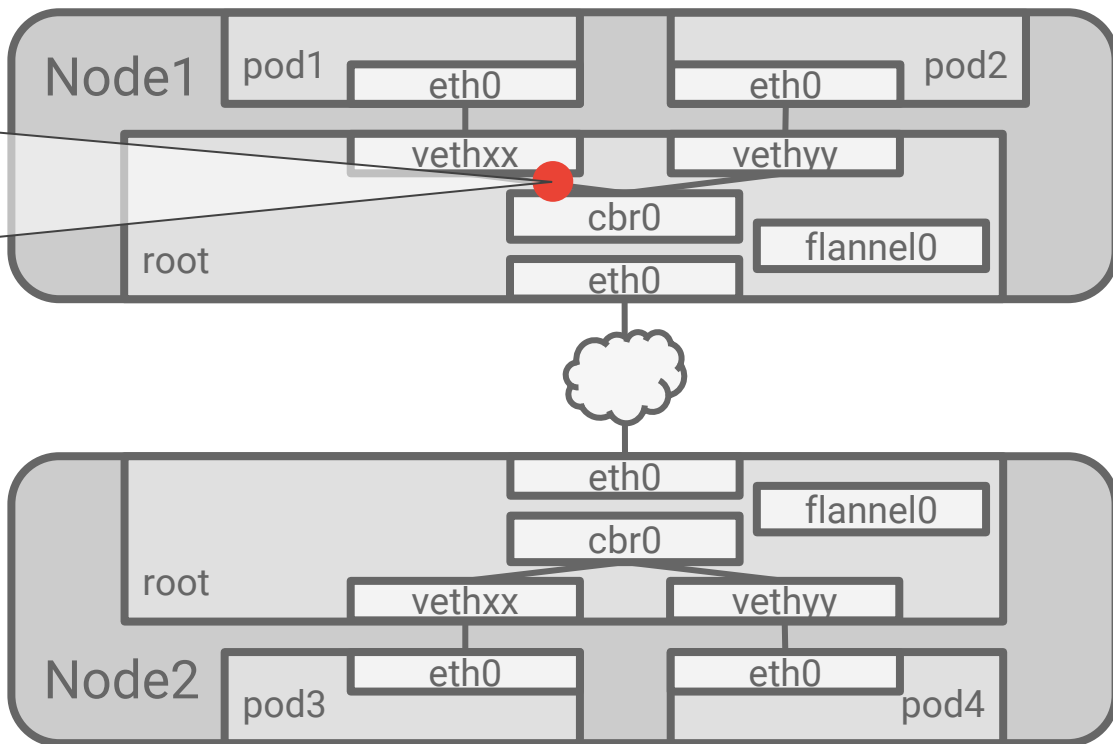 Node1
pod1
eth0
eth0
pod2
vethxx
vethyy
cbr0
flannel0
root
eth0
eth0
flannel0
cbr0
root
vethxx
vethyy
Node2
eth0
eth0
pod3
pod4